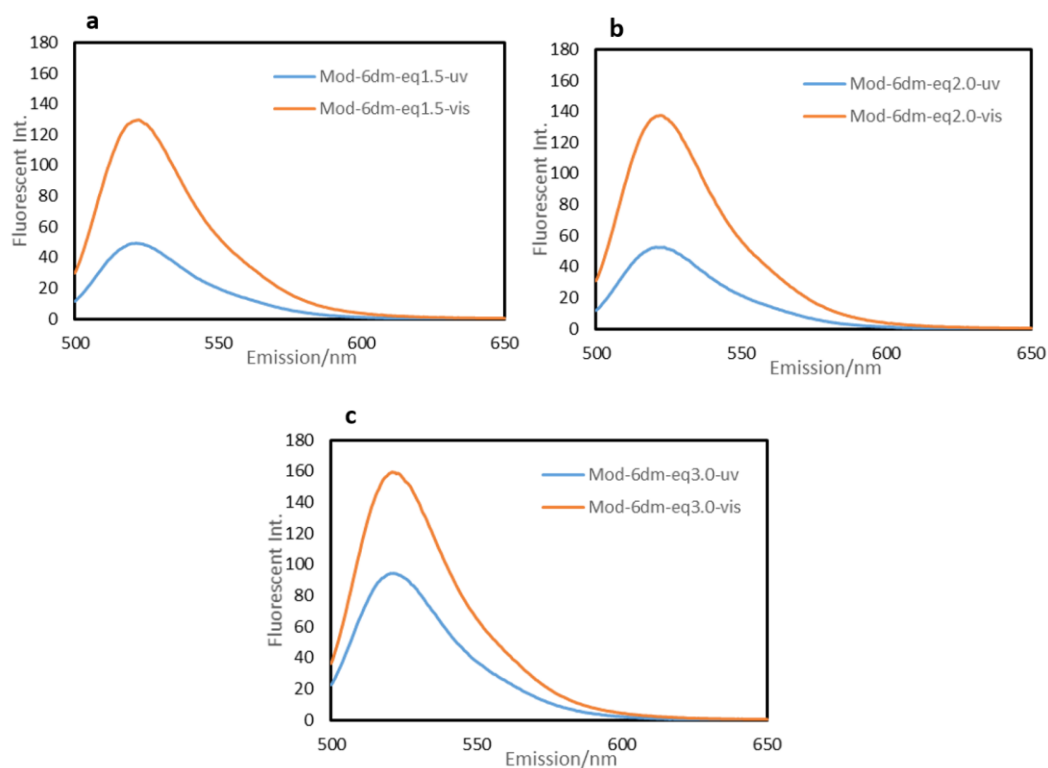 a
180
160
140
120
100
80
60
40
20
0
Fluorescent Int.
Mod-6dm-eq1.5-uv
Mod-6dm-eq1.5-vis
500
550
600
650
Emission/nm
b
180
160
140
120
100
80
60
40
20
0
Fluorescent Int.
Mod-6dm-eq2.0-uv
Mod-6dm-eq2.0-vis
500
550
600
650
Emission/nm
c
180
160
140
120
100
80
60
40
20
0
Fluorescent Int.
Mod-6dm-eq3.0-uv
Mod-6dm-eq3.0-vis
500
550
600
650
Emission/nm